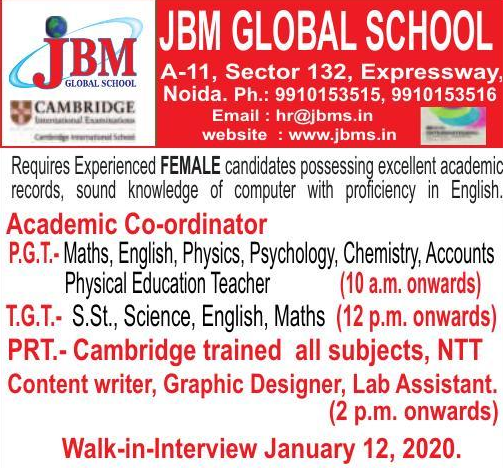 JBM GLOBAL SCHOOL
JBM
GLOBAL SCHOOL
CAMBRIDGE
International Examinations
Cambridge International School
A-11, Sector 132, Expressway,
Noida. Ph.: 9910153515, 9910153516
Email : hr@jbms.in
website : www.jbms.in
Requires Experienced FEMALE candidates possessing excellent academic
records, sound knowledge of computer with proficiency in English.
Academic Co-ordinator
P.G.T.- Maths, English, Physics, Psychology, Chemistry, Accounts
Physical Education Teacher (10 a.m. onwards)
T.G.T.- S.St., Science, English, Maths (12 p.m. onwards)
PRT.- Cambridge trained all subjects, NTT
Content writer, Graphic Designer, Lab Assistant.
(2 p.m. onwards)
Walk-in-Interview January 12, 2020.